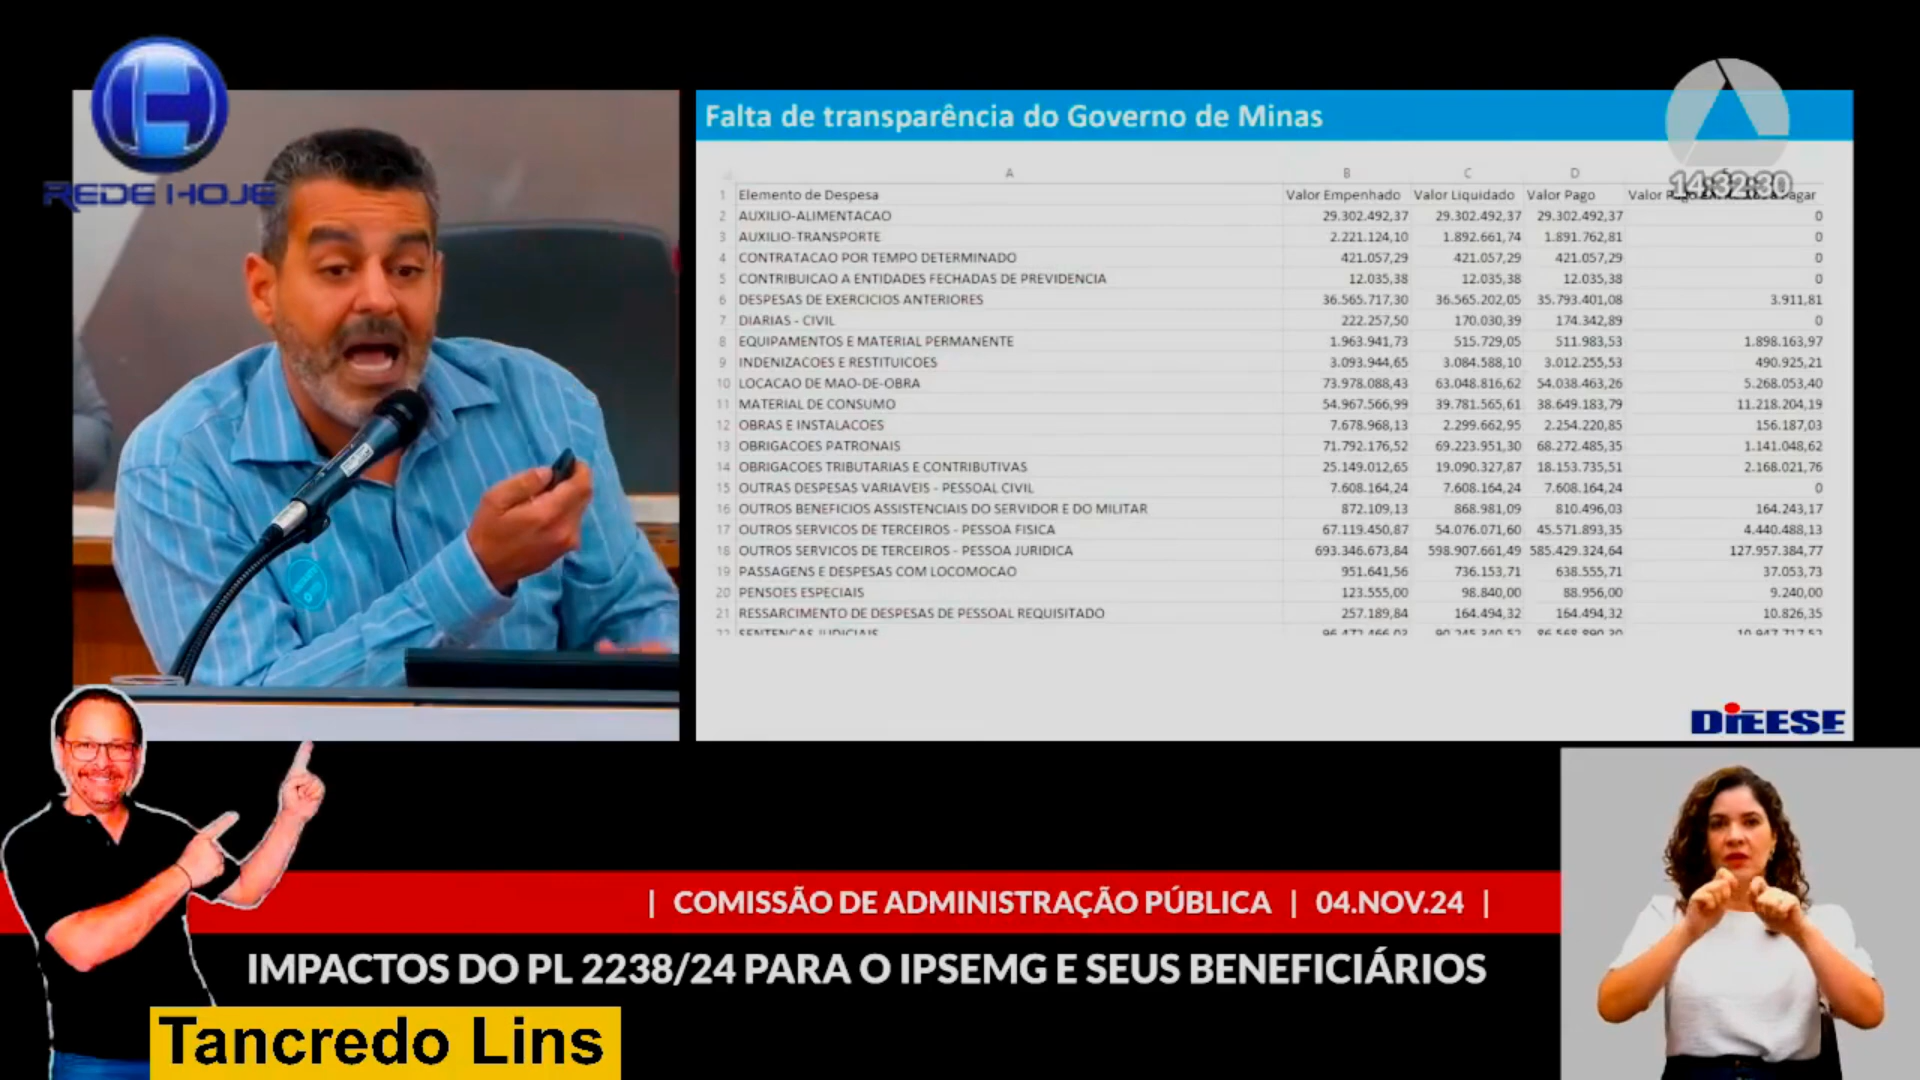 REDE HOJE
Falta de transparência do Governo de Minas
14:32:30
A B C D
1 Elemento de Despesa Valor Empenhado Valor Liquidado Valor Pago Valor Pagar
2 AUXILIO-ALIMENTACAO 29.302.492,37 29.302.492,37 29.302.492,37 0
3 AUXILIO-TRANSPORTE 2.221.124,10 1.892.661,74 1.891.762,81 0
4 CONTRATACAO POR TEMPO DETERMINADO 421.057,29 421.057,29 421.057,29 0
5 CONTRIBUICAO A ENTIDADES FECHADAS DE PREVIDENCIA 12.035,38 12.035,38 12.035,38 0
6 DESPESAS DE EXERCICIOS ANTERIORES 36.565.717,30 36.565.202,05 35.793.401,08 3.911,81
7 DIARIAS - CIVIL 222.257,50 170.030,39 174.342,89 0
8 EQUIPAMENTOS E MATERIAL PERMANENTE 1.963.941,73 515.729,05 511.983,53 1.898.163,97
9 INDENIZACOES E RESTITUICOES 3.093.944,65 3.084.588,10 3.012.255,53 490.925,21
10 LOCACAO DE MAO-DE-OBRA 73.978.088,43 63.048.816,62 54.038.463,26 5.268.053,40
11 MATERIAL DE CONSUMO 54.967.566,99 39.781.565,61 38.649.183,79 11.218.204,19
12 OBRAS E INSTALACOES 7.678.968,13 2.299.662,95 2.254.220,85 156.187,03
13 OBRIGACOES PATRONAIS 71.792.176,52 69.223.951,30 68.272.485,35 1.141.048,62
14 OBRIGACOES TRIBUTARIAS E CONTRIBUTIVAS 25.149.012,65 19.090.327,87 18.153.735,51 2.168.021,76
15 OUTRAS DESPESAS VARIAVEIS - PESSOAL CIVIL 7.608.164,24 7.608.164,24 7.608.164,24 0
16 OUTROS BENEFICIOS ASSISTENCIAIS DO SERVIDOR E DO MILITAR 872.109,13 868.981,09 810.496,03 164.243,17
17 OUTROS SERVICOS DE TERCEIROS - PESSOA FISICA 67.119.450,87 54.076.071,60 45.571.893,35 4.440.488,13
18 OUTROS SERVICOS DE TERCEIROS - PESSOA JURIDICA 693.346.673,84 598.907.661,49 585.429.324,64 127.957.384,77
19 PASSAGENS E DESPESAS COM LOCOMOCAO 951.641,56 736.153,71 638.555,71 37.053,73
20 PENSOES ESPECIAIS 123.555,00 98.840,00 88.956,00 9.240,00
21 RESSARCIMENTO DE DESPESAS DE PESSOAL REQUISITADO 257.189,84 164.494,32 164.494,32 10.826,35
22 SENTENCAS JUDICIAIS 96.472.466,03 90.245.340,52 86.568.890,30 10.947.717,52
DIEESE
| COMISSÃO DE ADMINISTRAÇÃO PÚBLICA | 04.NOV.24 |
IMPACTOS DO PL 2238/24 PARA O IPSEMG E SEUS BENEFICIÁRIOS
Tancredo Lins